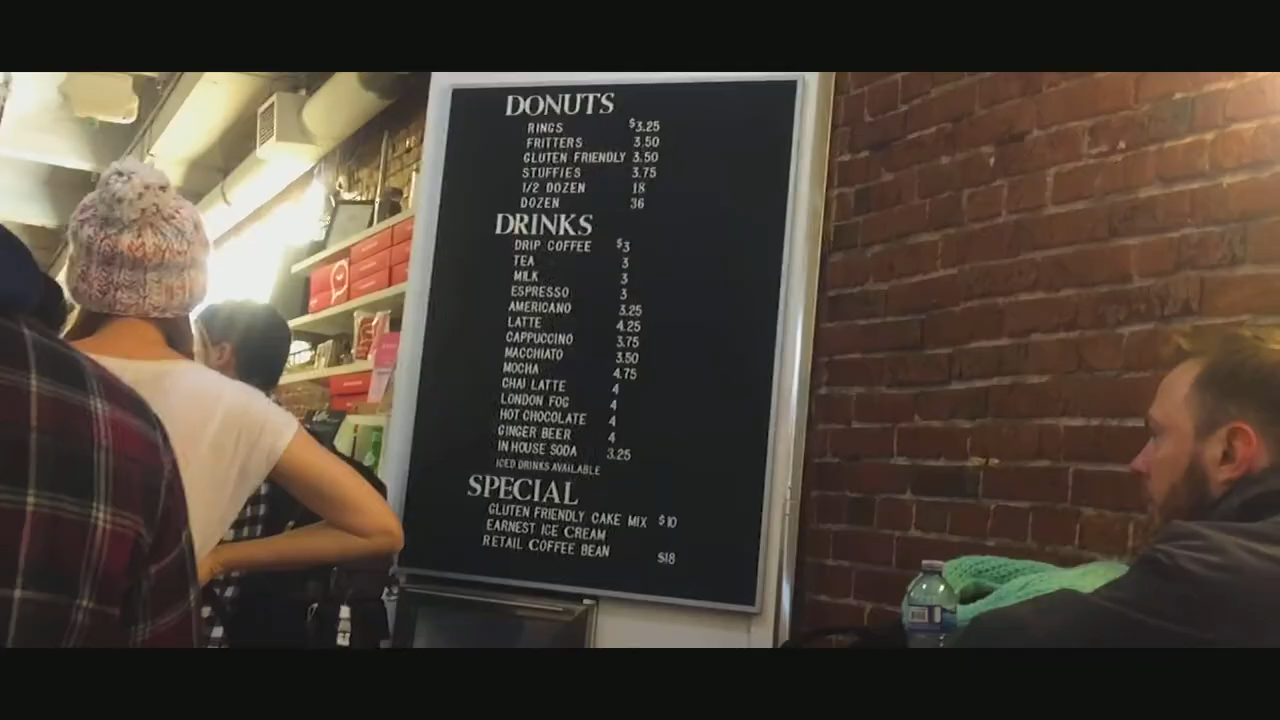 DONUTS
RINGS $3.25
FRITTERS 3.50
GLUTEN FRIENDLY 3.50
STUFFIES 3.75
1/2 DOZEN 18
DOZEN 36
DRINKS
DRIP COFFEE $3
TEA 3
MILK 3
ESPRESSO 3
AMERICANO 3.25
LATTE 4.25
CAPPUCCINO 3.75
MACCHIATO 3.50
MOCHA 4.75
CHAI LATTE 4
LONDON FOG 4
HOT CHOCOLATE 4
GINGER BEER 4
IN HOUSE SODA 3.25
ICED DRINKS AVAILABLE
SPECIAL
GLUTEN FRIENDLY CAKE MIX $10
EARNEST ICE CREAM
RETAIL COFFEE BEAN $18